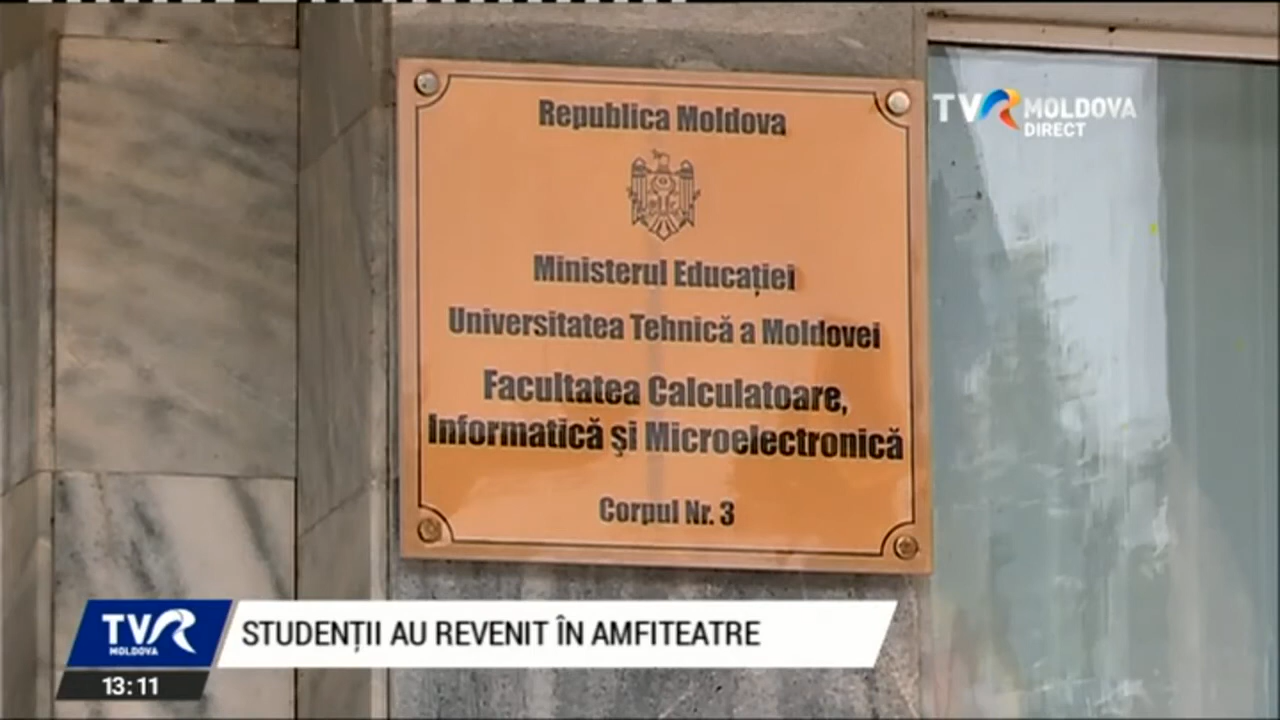 Republica Moldova
TVR MOLDOVA
DIRECT
Ministerul Educației
Universitatea Tehnică a Moldovei
Facultatea Calculatoare,
Informatică şi Microelectronică
Corpul Nr. 3
TVR
MOLDOVA
STUDENȚII AU REVENIT ÎN AMFITEATRE
13:11